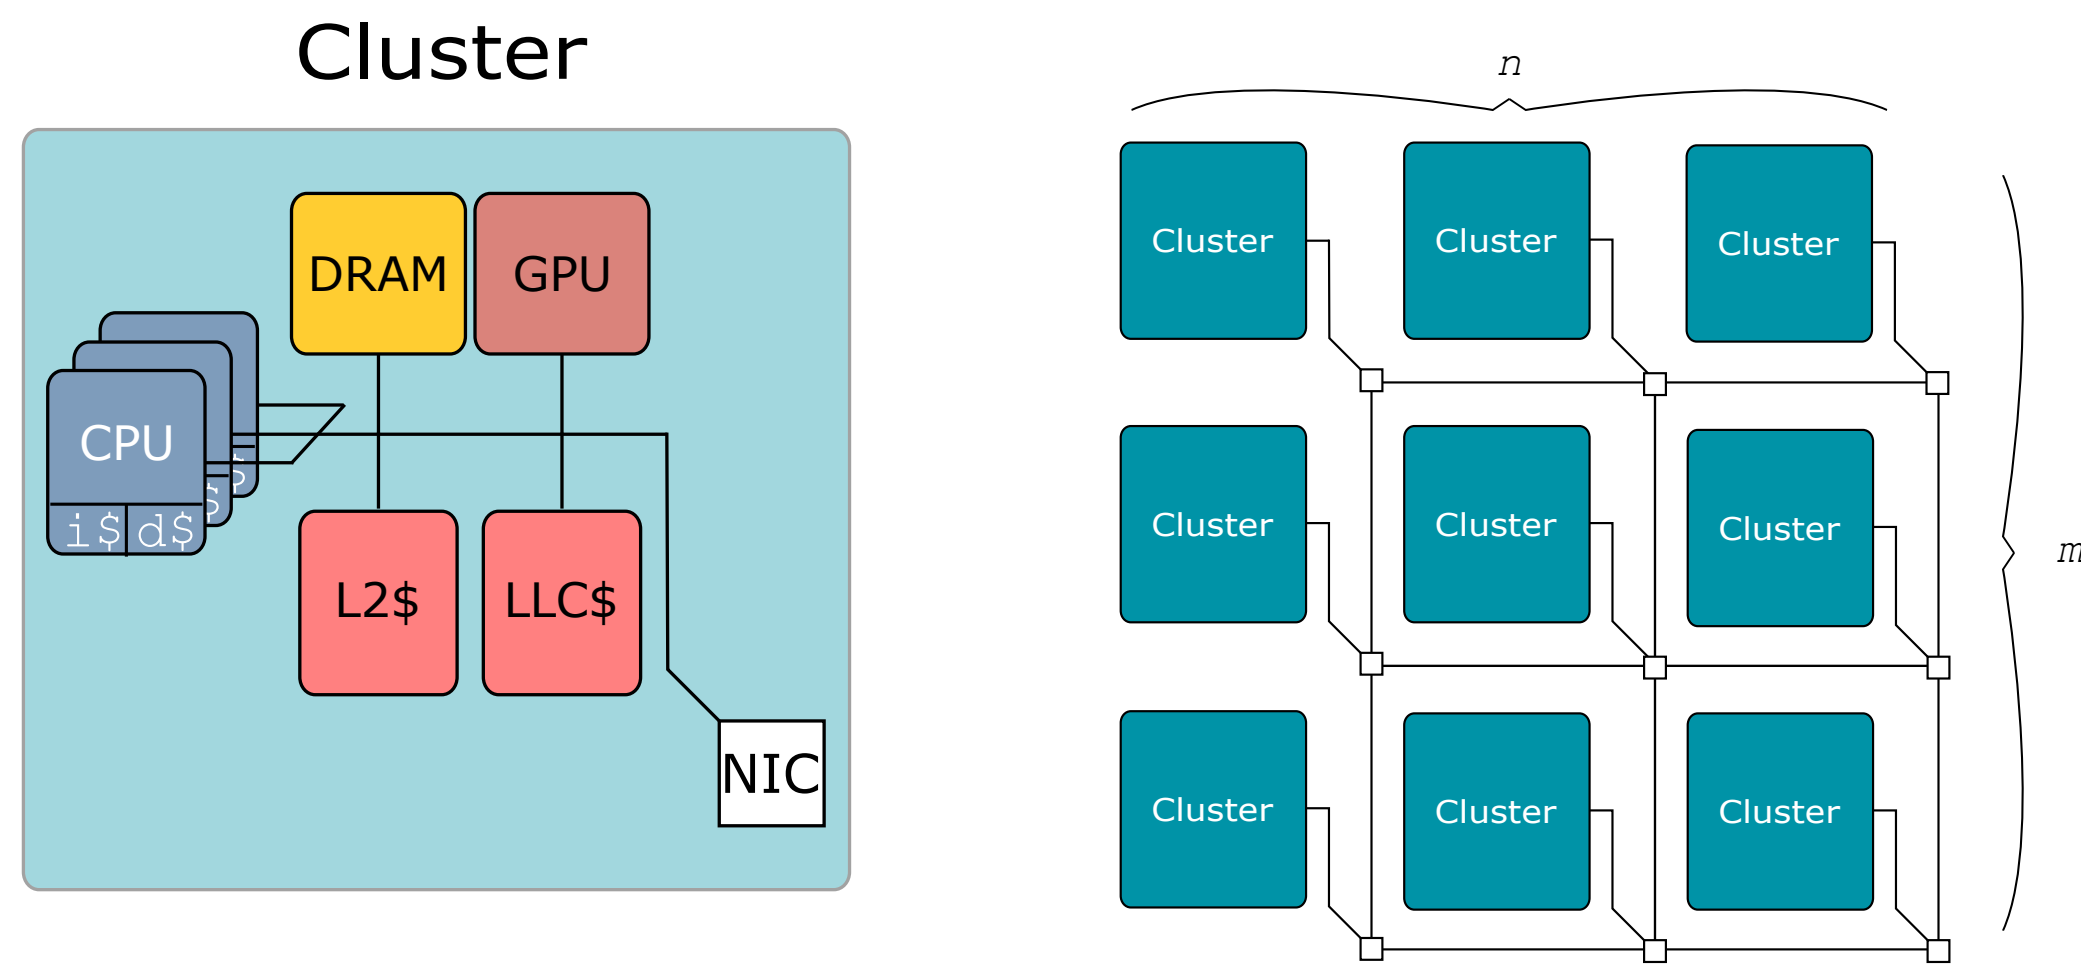 Cluster
DRAM
GPU
CPU
i$
d$
$
$
L2$
LLC$
NIC
n
Cluster
Cluster
Cluster
Cluster
Cluster
Cluster
m
Cluster
Cluster
Cluster